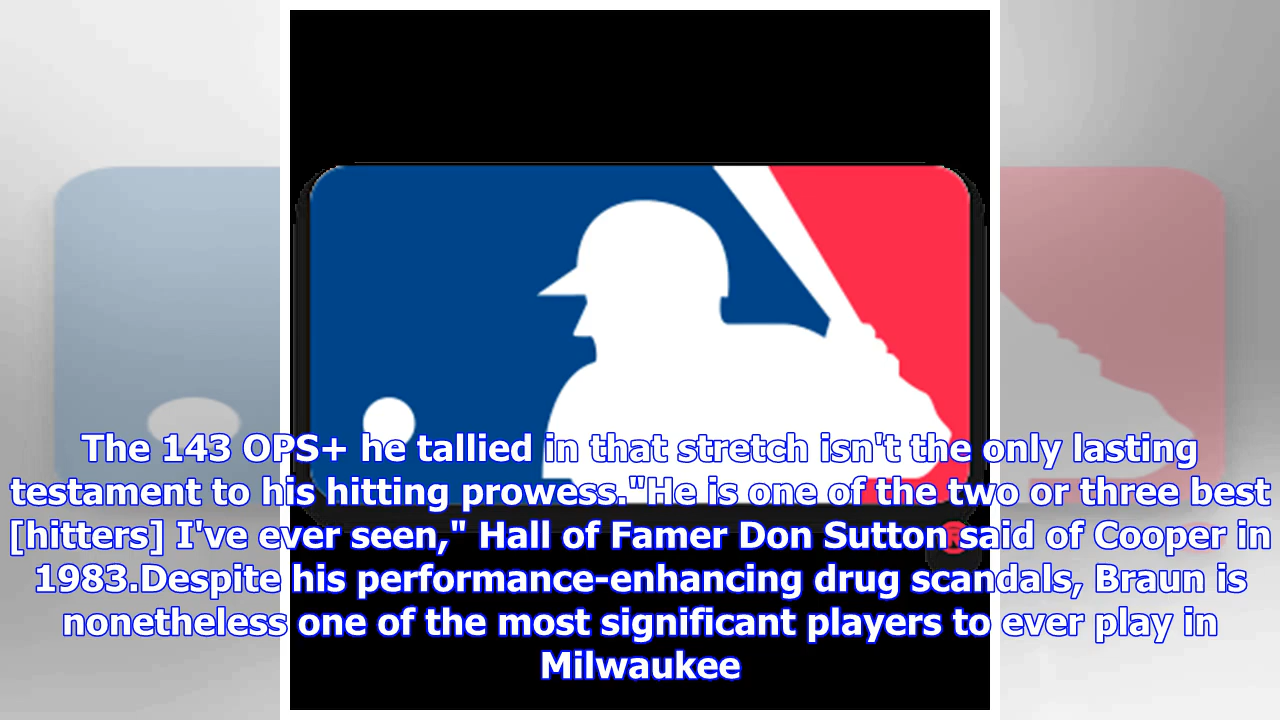 The 143 OPS+ he tallied in that stretch isn't the only lasting
testament to his hitting prowess."He is one of the two or three best
[hitters] I've ever seen," Hall of Famer Don Sutton said of Cooper in
1983.Despite his performance-enhancing drug scandals, Braun is
nonetheless one of the most significant players to ever play in
Milwaukee